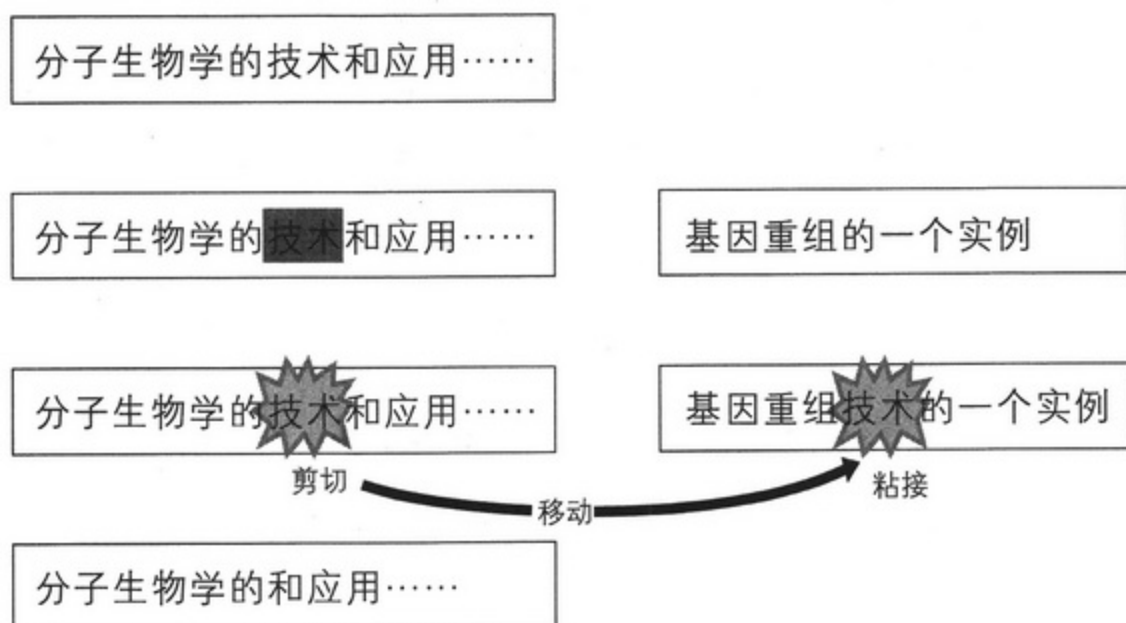 分子生物学的技术和应用……
分子生物学的技术和应用……
基因重组的一个实例
分子生物学的技术和应用……
基因重组技术的一个实例
剪切
移动
粘接
分子生物学的和应用……